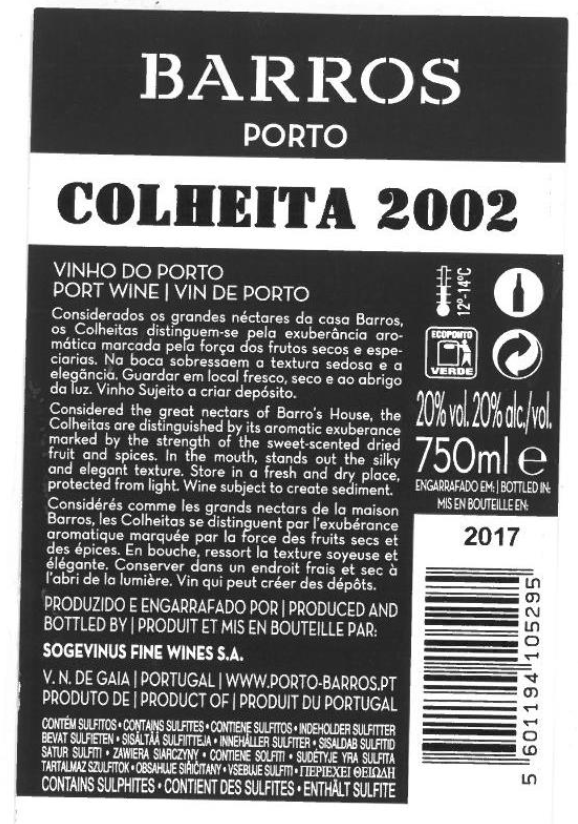 BARROS
PORTO
COLHEITA 2002
VINHO DO PORTO
PORT WINE | VIN DE PORTO
Considerados os grandes néctares da casa Barros,
os Colheitas distinguem-se pela exuberância aro-
mática marcada pela força dos frutos secos e espe-
ciarias. Na boca sobressaem a textura sedosa e a
elegância. Guardar em local fresco, seco e ao abrigo
da luz. Vinho Sujeito a criar depósito.
Considered the great nectars of Barro's House, the
Colheitas are distinguished by its aromatic exuberance
marked by the strength of the sweet-scented dried
fruit and spices. In the mouth, stands out the silky
and elegant texture. Store in a fresh and dry place,
protected from light. Wine subject to create sediment.
Considérés comme les grands nectars de la maison
Barros, les Colheitas se distinguent par l'exubérance
aromatique marquée par la force des fruits secs et
des épices. En bouche, ressort la texture soyeuse et
élégante. Conserver dans un endroit frais et sec à
l'abri de la lumière. Vin qui peut créer des dépôts.
PRODUZIDO E ENGARRAFADO POR | PRODUCED AND
BOTTLED BY | PRODUIT ET MIS EN BOUTEILLE PAR:
SOGEVINUS FINE WINES S.A.
V. N. DE GAIA | PORTUGAL | WWW.PORTO-BARROS.PT
PRODUTO DE | PRODUCT OF | PRODUIT DU PORTUGAL
CONTÉM SULFITOS • CONTAINS SULFITES • CONTIENE SULFITOS • INDEHOLDER SULFITTER
BEVAT SULFIETEN • SISÄLTÄÄ SULFIITTEJA • INNEHÅLLER SULFITER • SISALDAB SULFITID
SATUR SULFITI • ZAWIERA SIARCZYNY • CONTIENE SOLFITI • SUDĖTYJE YRA SULFITA
TARTALMAZ SZULFITOK • OBSAHUJE SIŘIČITANY • VSEBUJE SULFITI • ΠΕΡΙΕΧΕΙ ΘΕΙΩΔΗ
CONTAINS SULPHITES • CONTIENT DES SULFITES • ENTHÄLT SULFITE
12º-14ºC
ECOPONTO
VERDE
20% vol. 20% alc./vol.
750ml e
ENGARRAFADO EM: | BOTTLED IN:
MIS EN BOUTEILLE EN:
2017
5 601194 105295